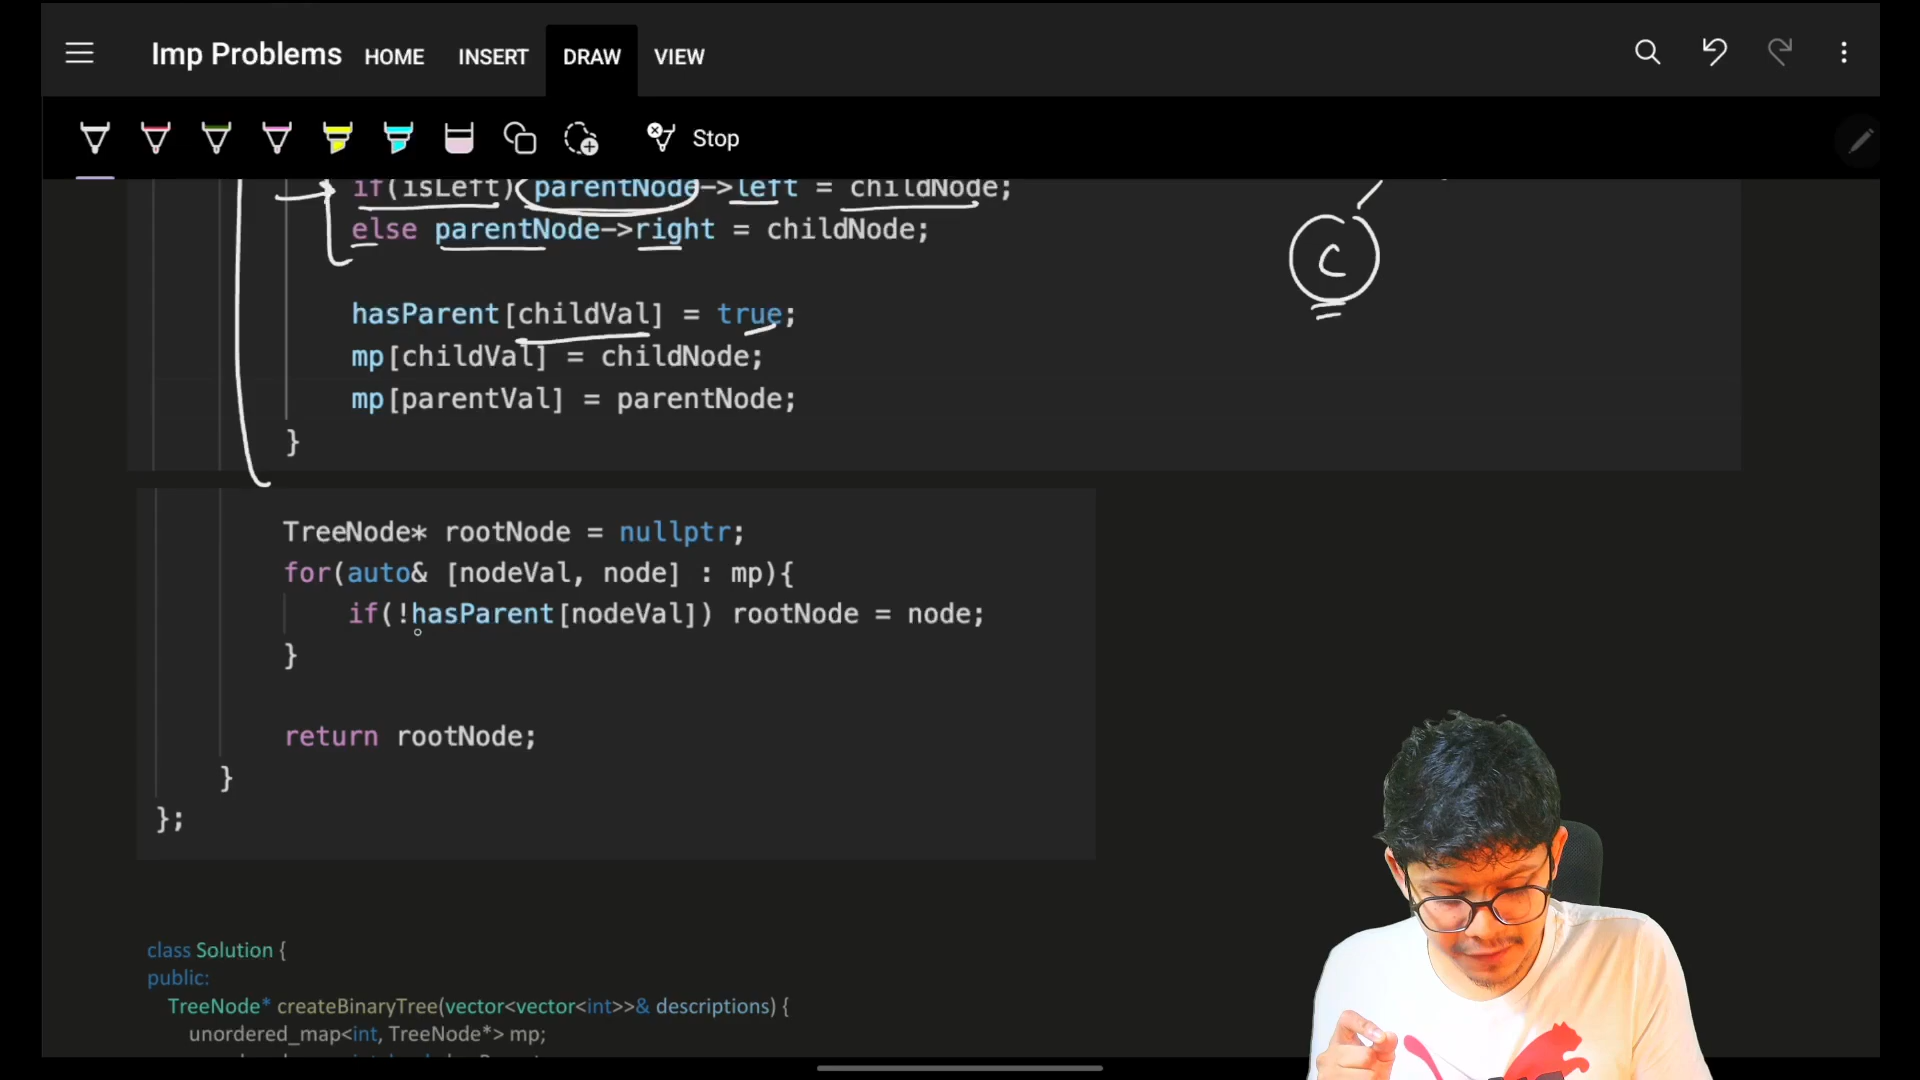 Imp Problems HOME INSERT DRAW VIEW
Stop
if(isLeft) parentNode->left = childNode;
else parentNode->right = childNode;
C
hasParent[childVal] = true;
mp[childVal] = childNode;
mp[parentVal] = parentNode;
}
TreeNode* rootNode = nullptr;
for(auto& [nodeVal, node] : mp){
if(!hasParent[nodeVal]) rootNode = node;
}
return rootNode;
}
};
class Solution {
public:
TreeNode* createBinaryTree(vector<vector<int>>& descriptions) {
unordered_map<int, TreeNode*> mp;